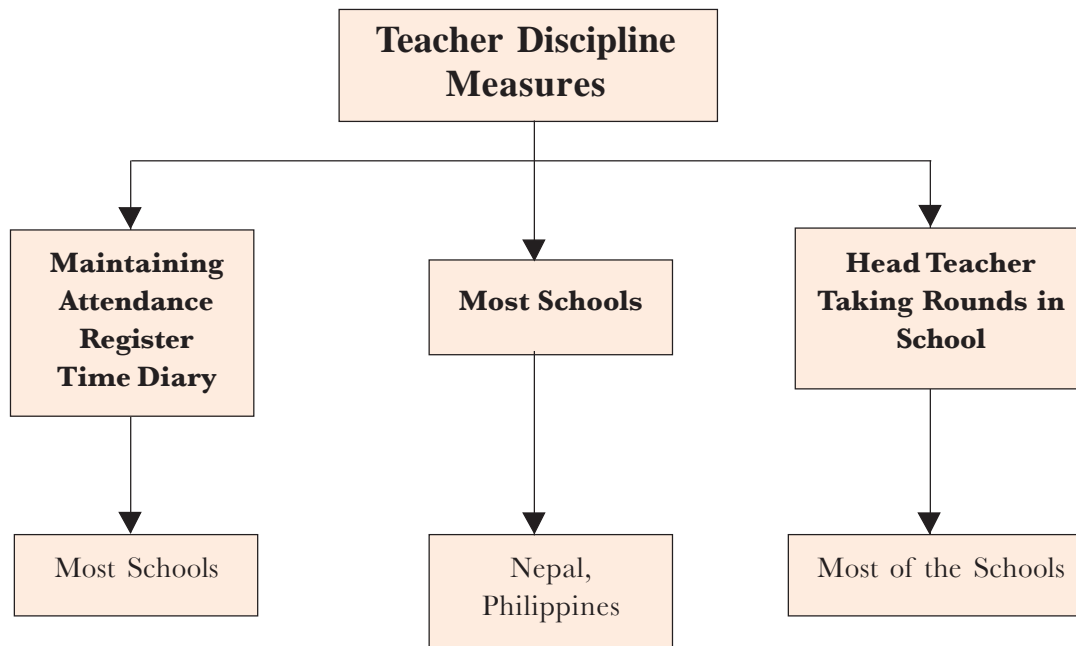 Teacher Discipline
Measures
Maintaining
Attendance
Register
Time Diary
Most Schools
Head Teacher
Taking Rounds in
School
Most Schools
Nepal,
Philippines
Most of the Schools